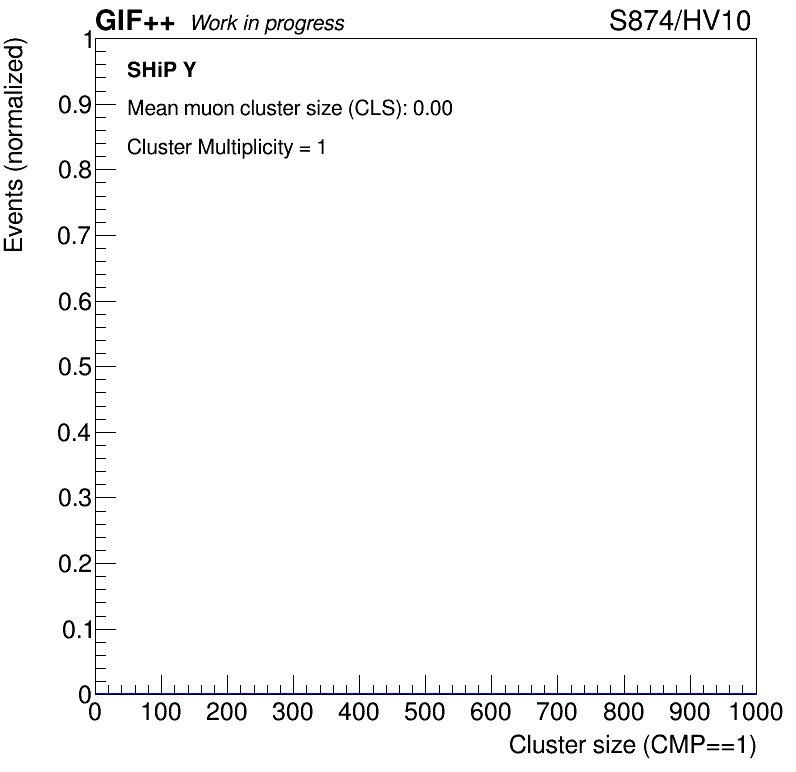 GIF++ Work in progress S874/HV10
Events (normalized)
SHiP Y
Mean muon cluster size (CLS): 0.00
Cluster Multiplicity = 1
1
0.9
0.8
0.7
0.6
0.5
0.4
0.3
0.2
0.1
0
0 100 200 300 400 500 600 700 800 900 1000
Cluster size (CMP==1)